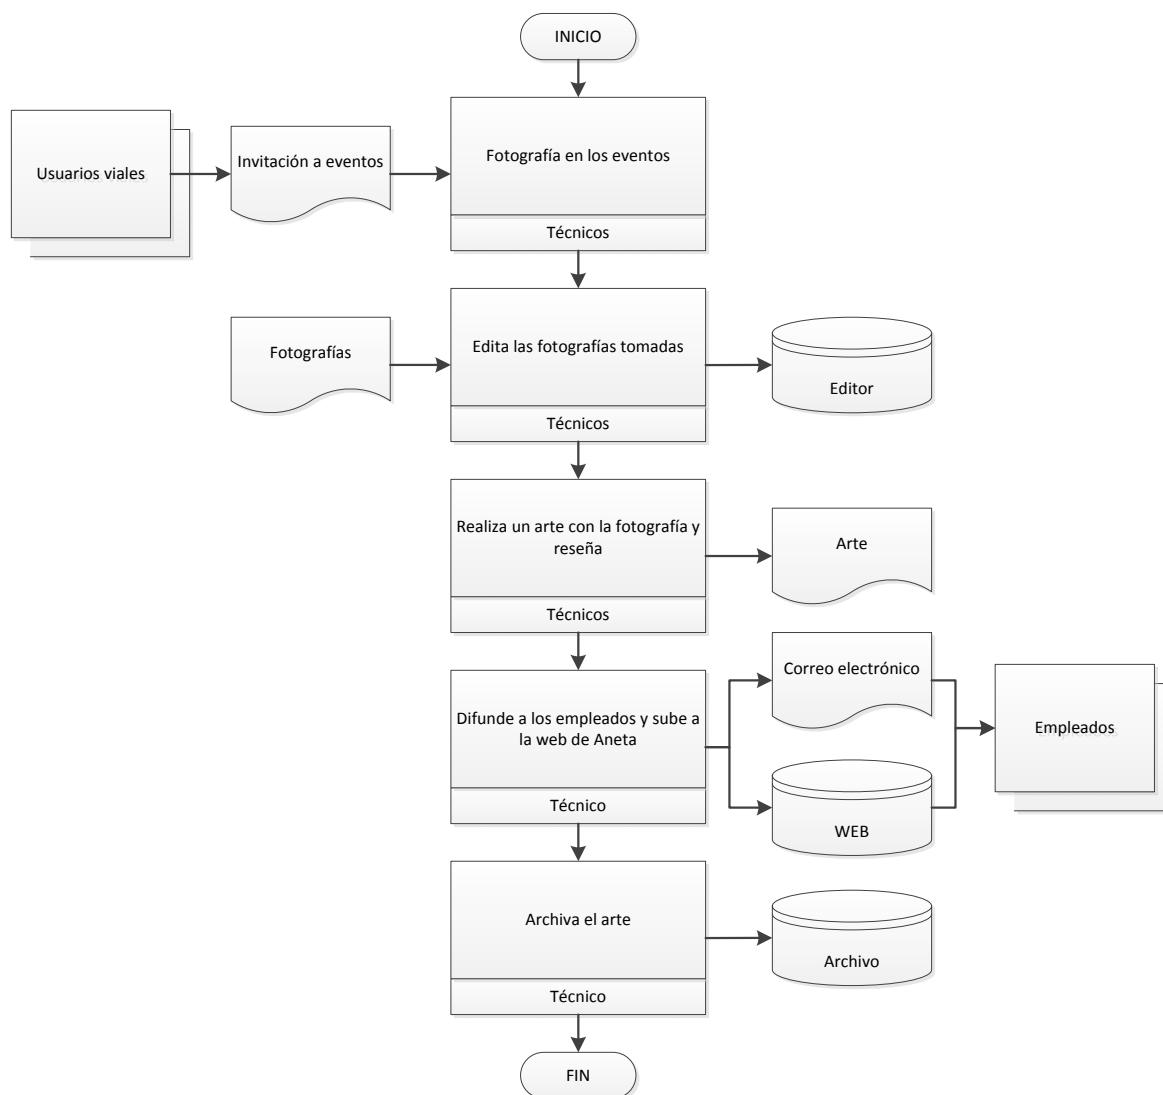 INICIO
Usuarios viales
Invitación a eventos
Fotografía en los eventos
Técnicos
Fotografías
Edita las fotografías tomadas
Editor
Técnicos
Realiza un arte con la fotografía y
reseña
Arte
Técnicos
Difunde a los empleados y sube a
la web de Aneta
Correo electrónico
Empleados
WEB
Técnico
Archiva el arte
Archivo
Técnico
FIN